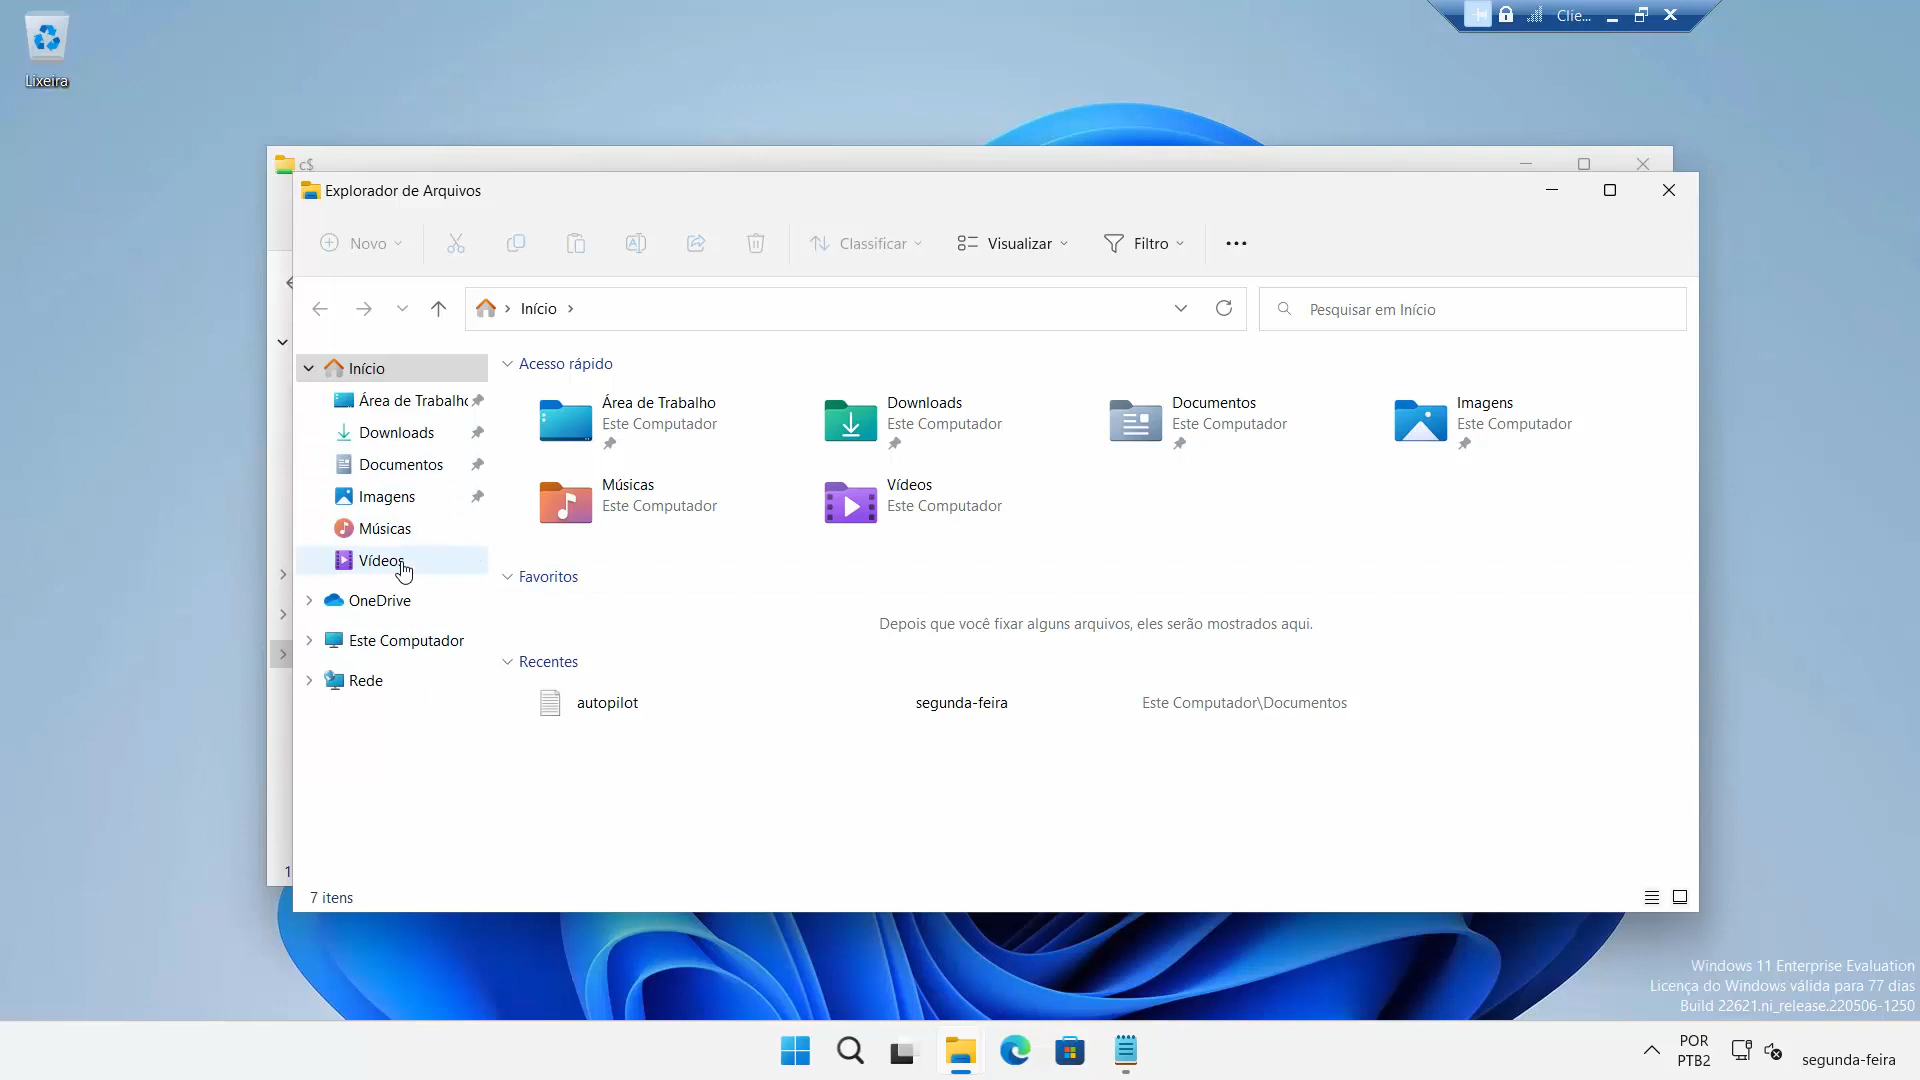 Clie...
Lixeira
c$
Explorador de Arquivos
Novo
Classificar
Visualizar
Filtro
Início
Pesquisar em Início
Início
Área de Trabalho
Downloads
Documentos
Imagens
Músicas
Vídeos
OneDrive
Este Computador
Rede
Acesso rápido
Área de Trabalho
Este Computador
Downloads
Este Computador
Documentos
Este Computador
Imagens
Este Computador
Músicas
Este Computador
Vídeos
Este Computador
Favoritos
Depois que você fixar alguns arquivos, eles serão mostrados aqui.
Recentes
autopilot segunda-feira Este Computador\Documentos
1
7 itens
Windows 11 Enterprise Evaluation
Licença do Windows válida para 77 dias
Build 22621.ni_release.220506-1250
POR
PTB2
segunda-feira